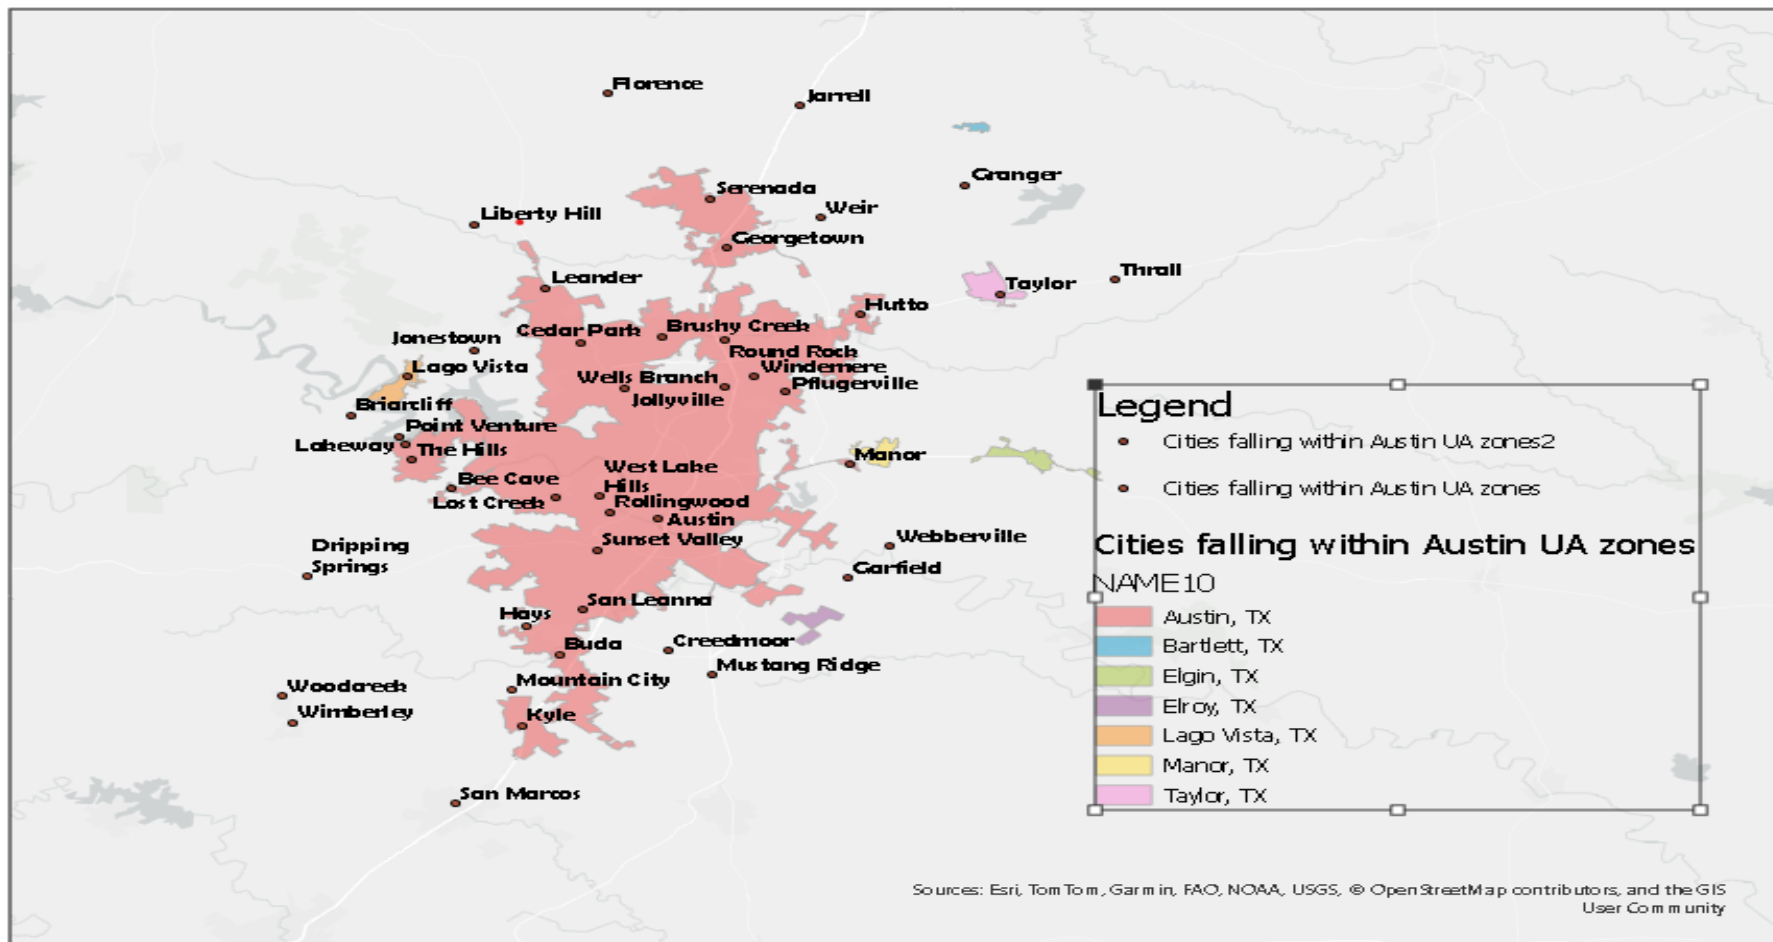 Florence
Jarrell
Granger
Serenada
Weir
Liberty Hill
Georgetown
Leander
Taylor
Thrall
Hutto
Cedar Park
Brushy Creek
Jonestown
Round Rock
Lago Vista
Windemere
Wells Branch
Pflugerville
Jollyville
Briarcliff
Point Venture
Lakeway
The Hills
Manor
West Lake
Hills
Bee Cave
Lost Creek
Rollingwood
Austin
Sunset Valley
Webberville
Dripping
Springs
Garfield
San Leanna
Hays
Buda
Creedmoor
Mustang Ridge
Mountain City
Woodcreek
Wimberley
Kyle
San Marcos
Legend
Cities falling within Austin UA zones2
Cities falling within Austin UA zones
Cities falling within Austin UA zones
NAME10
Austin, TX
Bartlett, TX
Elgin, TX
Elroy, TX
Lago Vista, TX
Manor, TX
Taylor, TX
Sources: Esri, TomTom, Garmin, FAO, NOAA, USGS, © OpenStreetMap contributors, and the GIS
User Community